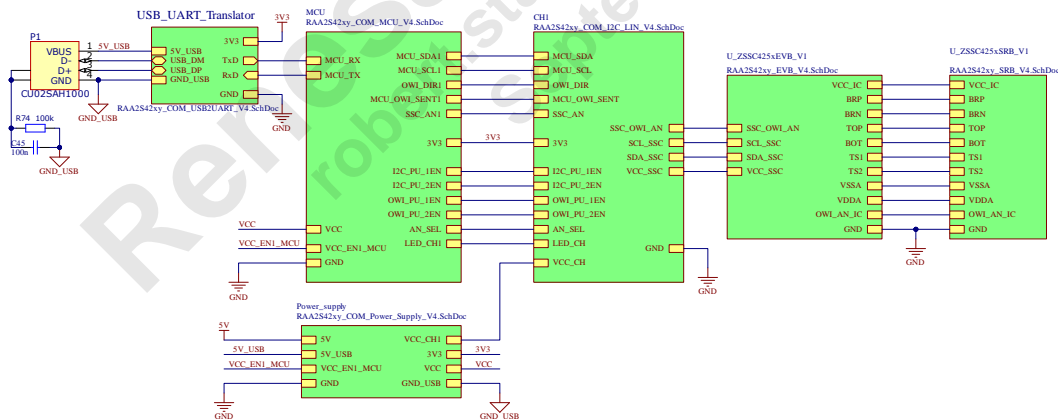 USB_UART_Translator
3V3
P1
VBUS
D-
D+
GND
CU02SAH1000
1
2
3
4
5V_USB
5V_USB
USB_DM
USB_DP
GND_USB
3V3
TxD
RxD
GND
RAA2S42xy_COM_USB2UART_V4.SchDoc
GND_USB
GND
R74 100k
C45
100n
GND_USB
MCU
RAA2S42xy_COM_MCU_V4.SchDoc
MCU_RX
MCU_TX
VCC
VCC
VCC_EN1_MCU
VCC_EN1_MCU
GND
GND
MCU_SDA1
MCU_SCL1
OWI_DIR1
MCU_OWI_SENT1
SSC_AN1
3V3
I2C_PU_1EN
I2C_PU_2EN
OWI_PU_1EN
OWI_PU_2EN
AN_SEL
LED_CH1
3V3
CH1
RAA2S42xy_COM_I2C_LIN_V4.SchDoc
MCU_SDA
MCU_SCL
OWI_DIR
MCU_OWI_SENT
SSC_AN
3V3
I2C_PU_1EN
I2C_PU_2EN
OWI_PU_1EN
OWI_PU_2EN
AN_SEL
LED_CH
VCC_CH
SSC_OWI_AN
SCL_SSC
SDA_SSC
VCC_SSC
GND
GND
U_ZSSC425xEVB_V1
RAA2S42xy_EVB_V4.SchDoc
SSC_OWI_AN
SCL_SSC
SDA_SSC
VCC_SSC
VCC_IC
BRP
BRN
TOP
BOT
TS1
TS2
VSSA
VDDA
OWI_AN_IC
GND
GND
U_ZSSC425xSRB_V1
RAA2S42xy_SRB_V4.SchDoc
VCC_IC
BRP
BRN
TOP
BOT
TS1
TS2
VSSA
VDDA
OWI_AN_IC
GND
Power_supply
RAA2S42xy_COM_Power_Supply_V4.SchDoc
5V
5V_USB
VCC_EN1_MCU
GND
5V
5V_USB
VCC_EN1_MCU
GND
VCC_CH1
3V3
VCC
GND_USB
3V3
VCC
GND_USB